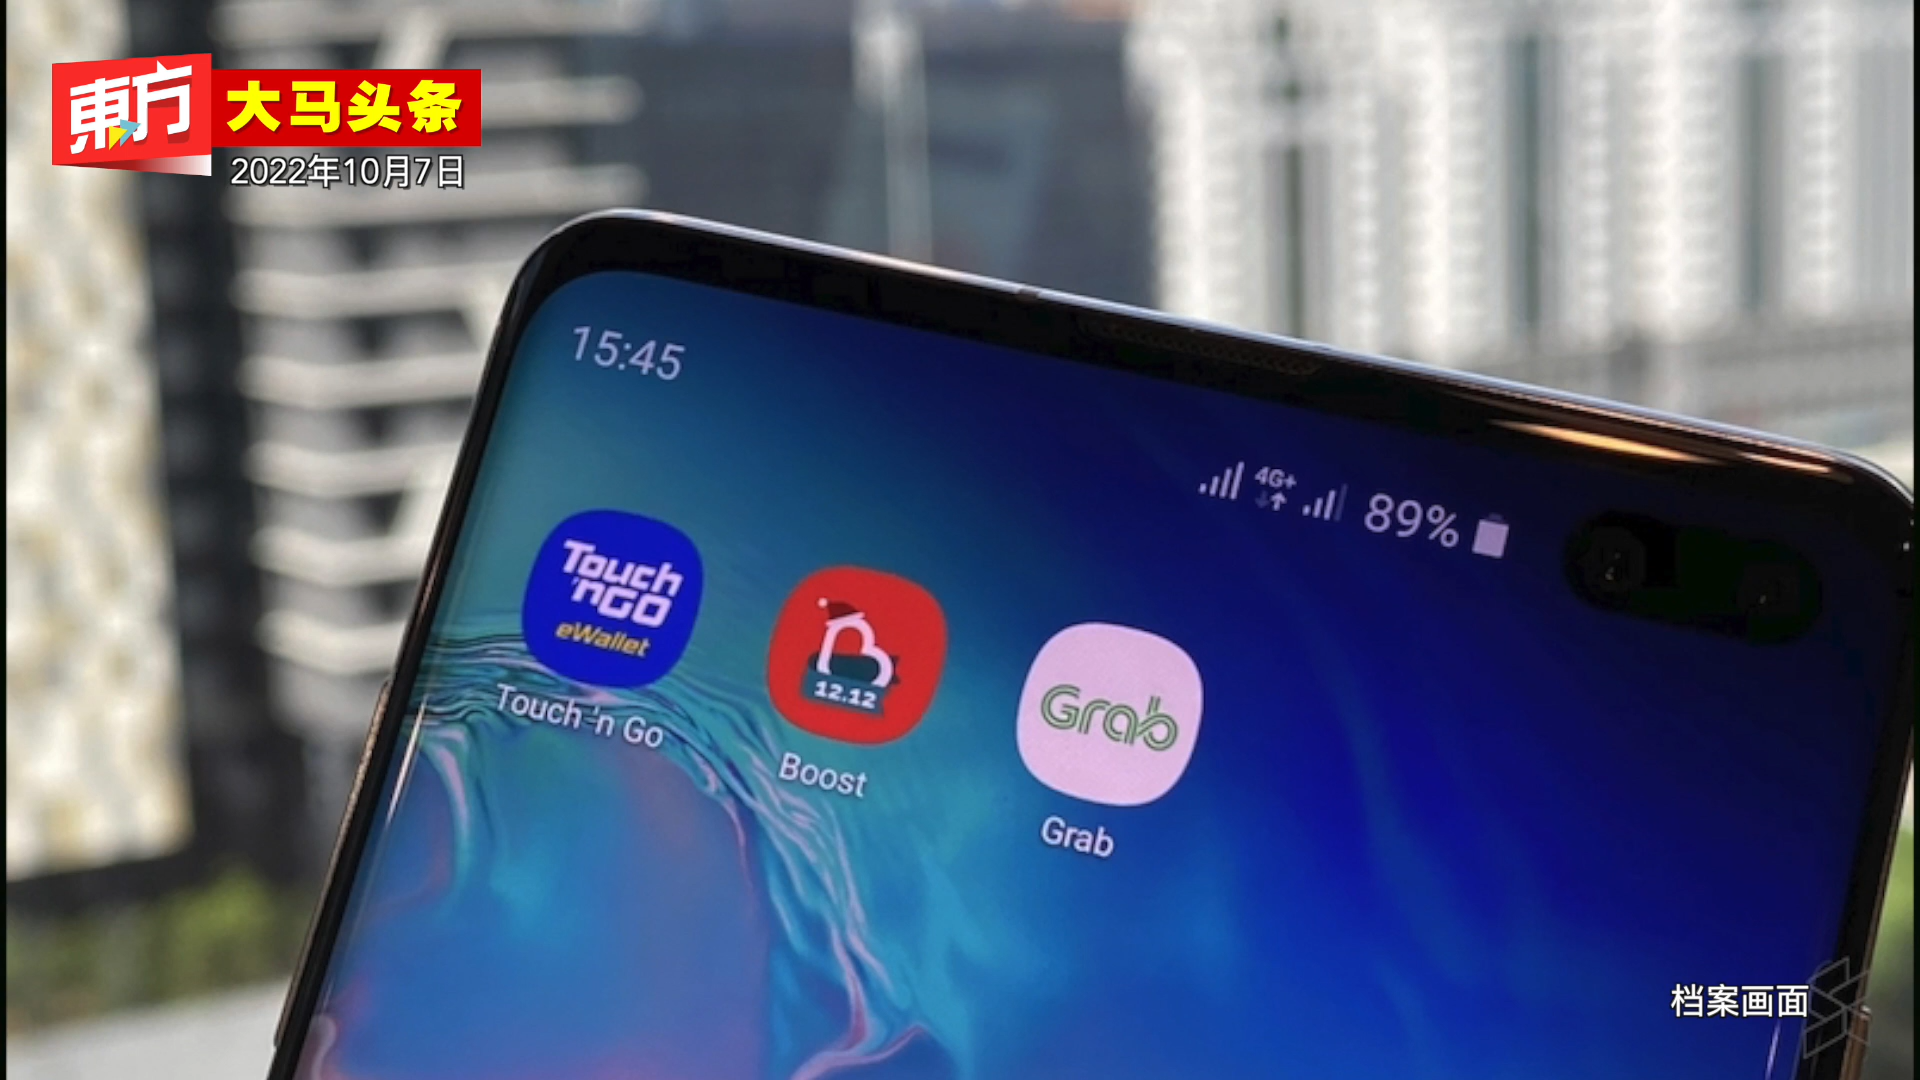 東方
大马头条
2022年10月7日
15:45
4G+
89%
Touch
'nGO
eWallet
Touch 'n Go
12.12
Boost
Grab
Grab
档案画面